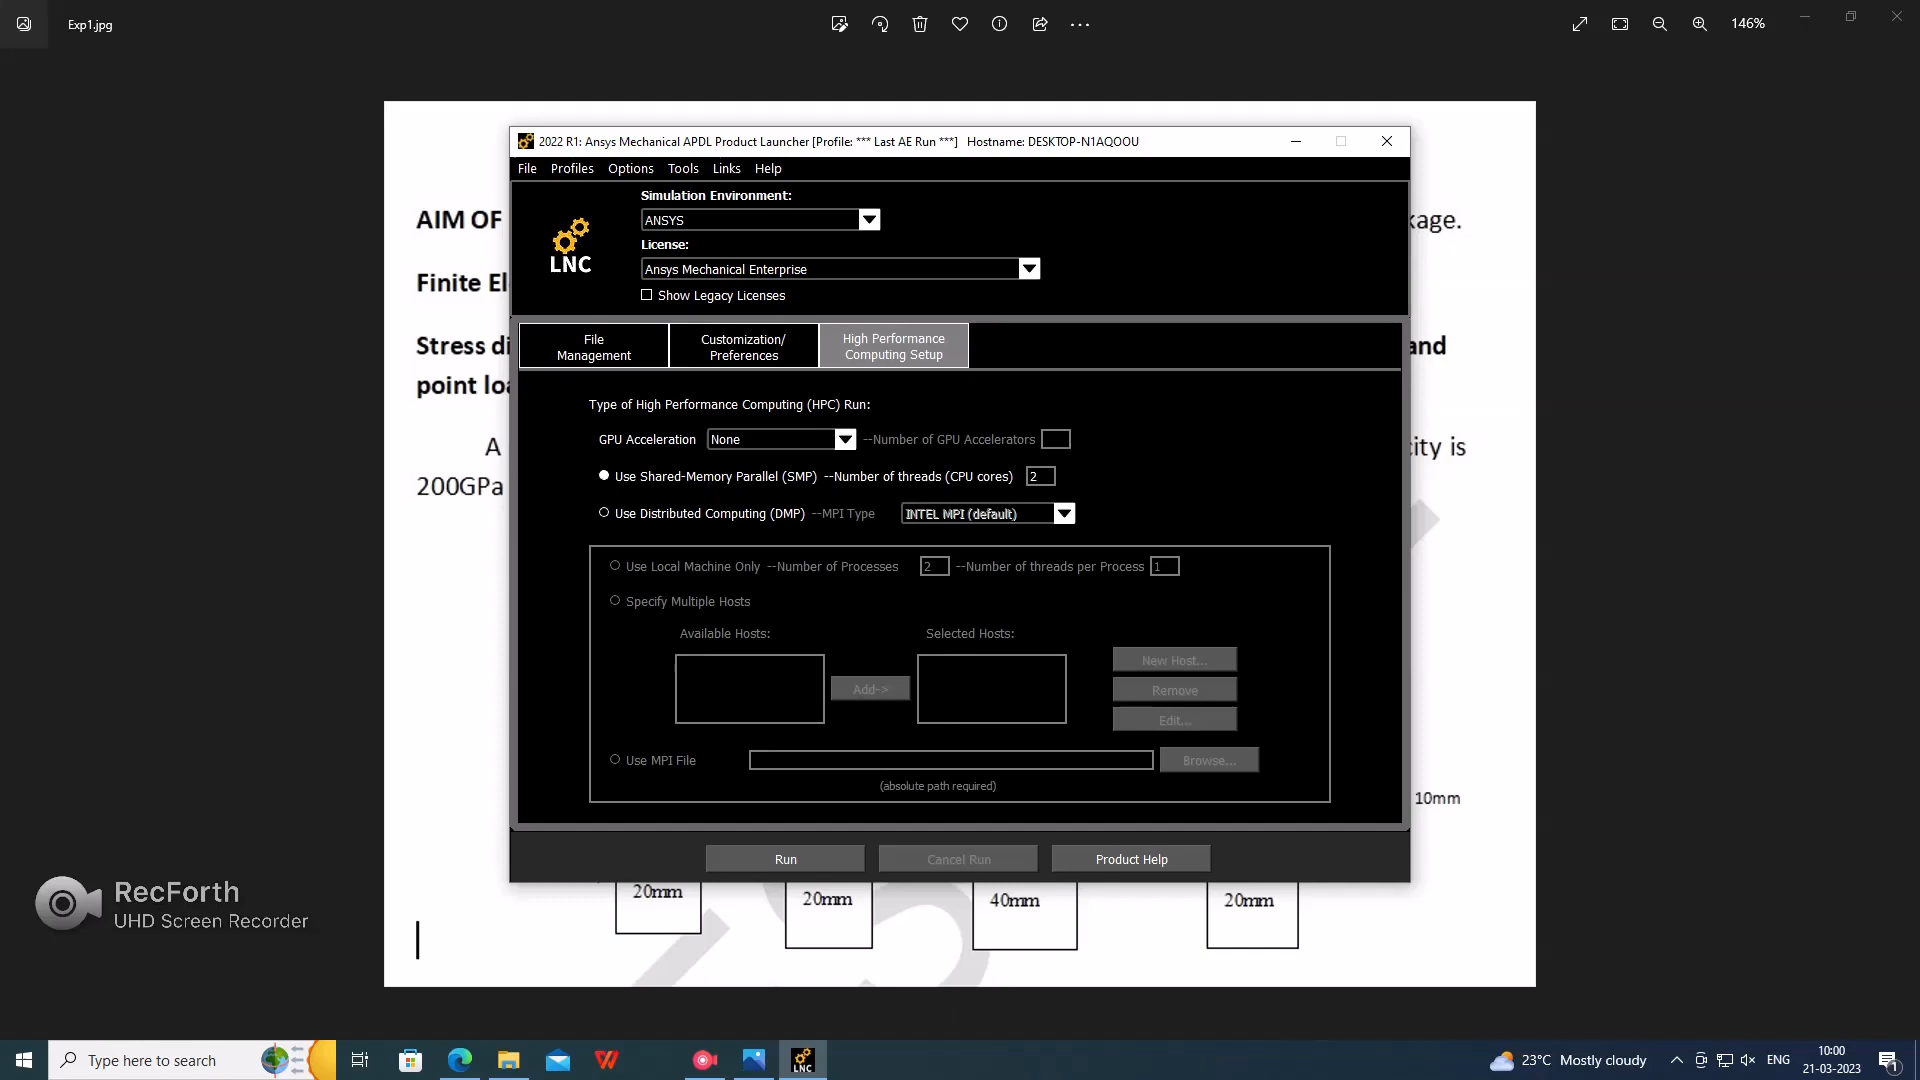 Exp1.jpg
146%
2022 R1: Ansys Mechanical APDL Product Launcher [Profile: *** Last AE Run ***] Hostname: DESKTOP-N1AQOOU
File Profiles Options Tools Links Help
Simulation Environment:
ANSYS
License:
LNC
Ansys Mechanical Enterprise
Show Legacy Licenses
File Management
Customization/ Preferences
High Performance Computing Setup
Type of High Performance Computing (HPC) Run:
GPU Acceleration None --Number of GPU Accelerators
Use Shared-Memory Parallel (SMP) --Number of threads (CPU cores) 2
Use Distributed Computing (DMP) --MPI Type INTEL MPI (default)
Use Local Machine Only --Number of Processes 2 --Number of threads per Process 1
Specify Multiple Hosts
Available Hosts: Selected Hosts:
New Host...
Add-> Remove
Edit...
Use MPI File Browse...
(absolute path required)
Run Cancel Run Product Help
AIM OF
kage.
Finite El
Stress di
and
point loa
A
city is
200GPa
10mm
20mm 20mm 40mm 20mm
RecForth
UHD Screen Recorder
Type here to search
LNC
23°C Mostly cloudy
ENG
10:00
21-03-2023
1